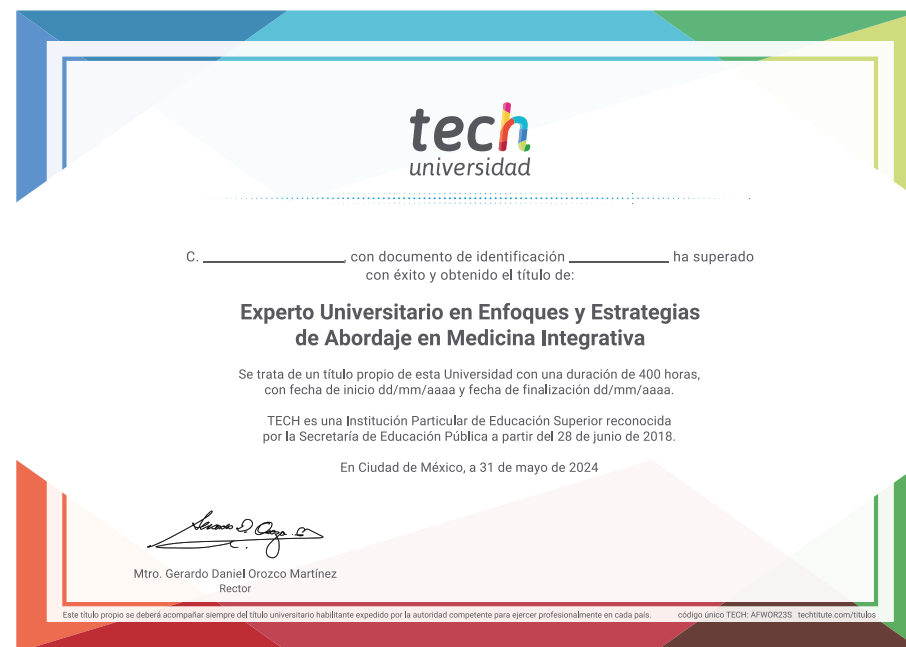 tech
universidad
C. ____________________, con documento de identificación ______________ ha superado
con éxito y obtenido el título de:
Experto Universitario en Enfoques y Estrategias
de Abordaje en Medicina Integrativa
Se trata de un título propio de esta Universidad con una duración de 400 horas,
con fecha de inicio dd/mm/aaaa y fecha de finalización dd/mm/aaaa.
TECH es una Institución Particular de Educación Superior reconocida
por la Secretaría de Educación Pública a partir del 28 de junio de 2018.
En Ciudad de México, a 31 de mayo de 2024
Mtro. Gerardo Daniel Orozco Martínez
Rector
Este título propio se deberá acompañar siempre del título universitario habilitante expedido por la autoridad competente para ejercer profesionalmente en cada país. código único TECH: AFWOR23S techtitute.com/titulos